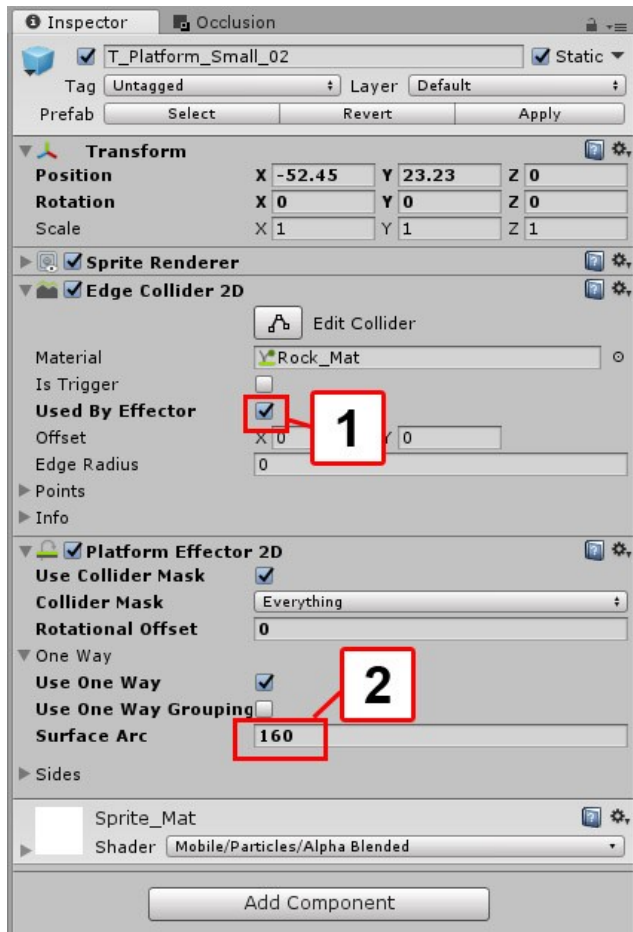 Inspector Occlusion
T_Platform_Small_02 Static
Tag Untagged Layer Default
Prefab Select Revert Apply
Transform
Position X -52.45 Y 23.23 Z 0
Rotation X 0 Y 0 Z 0
Scale X 1 Y 1 Z 1
Sprite Renderer
Edge Collider 2D
Edit Collider
Material Rock_Mat
Is Trigger
Used By Effector
1
Offset X 0 Y 0
Edge Radius 0
Points
Info
Platform Effector 2D
Use Collider Mask
Collider Mask Everything
Rotational Offset 0
One Way
Use One Way
2
Use One Way Grouping
Surface Arc 160
Sides
Sprite_Mat
Shader Mobile/Particles/Alpha Blended
Add Component